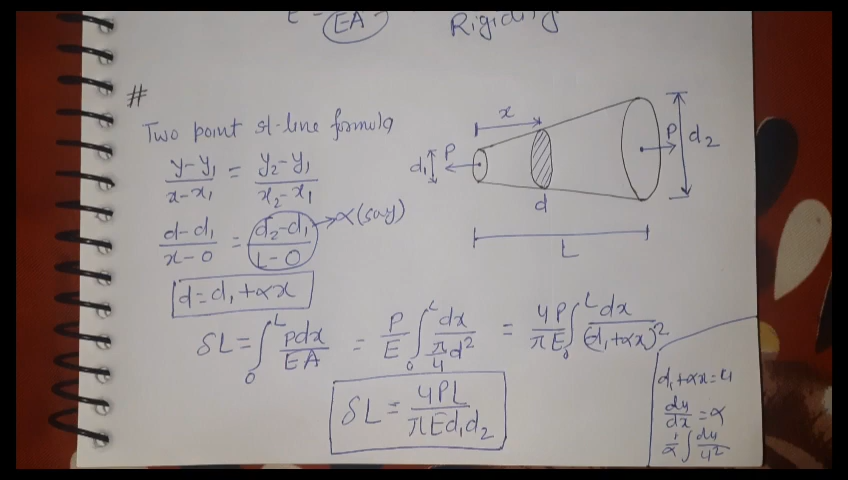 EA
Rigidity
#
Two point st-line formula
y-y₁/x-x₁ = y₂-y₁/x₂-x₁
d-d₁/x-0 = d₂-d₁/L-0 → α (say)
d = d₁ + αx
x
P
d₁
d
P
d₂
L
δL = ∫₀ᴸ Pdx/EA = P/E ∫₀ᴸ dx/(π/4 d²) = 4P/πE ∫₀ᴸ dx/(d₁+αx)²
δL = 4PL/πEd₁d₂
d₁+αx = u
du/dx = α
1/α ∫ du/u²